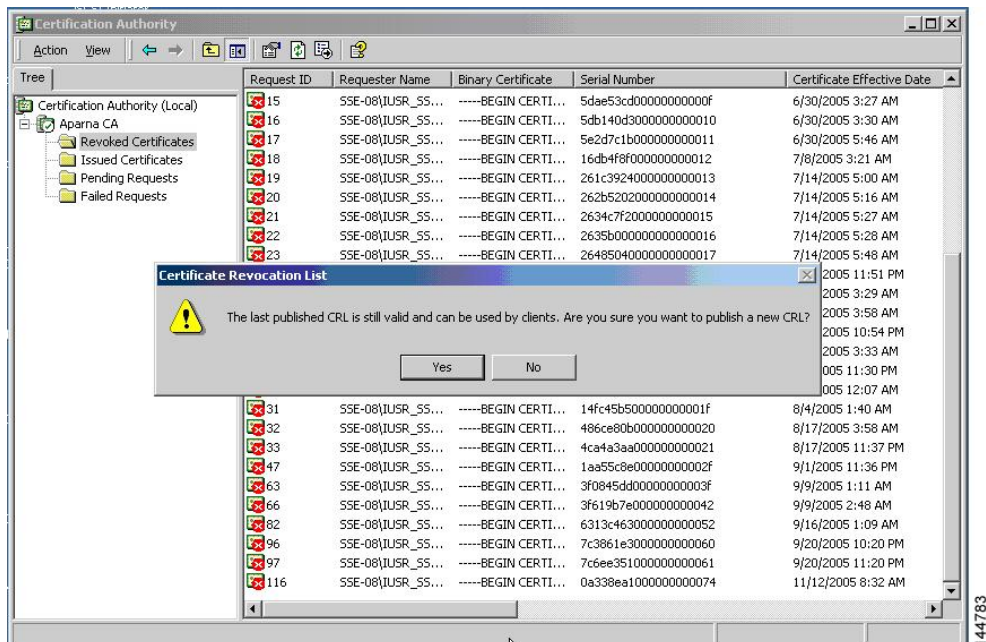 Certification Authority
Action View
Tree
Request ID Requester Name Binary Certificate Serial Number Certificate Effective Date
Certification Authority (Local)
Aparna CA
Revoked Certificates
Issued Certificates
Pending Requests
Failed Requests
15 SSE-08\IUSR_SS... -----BEGIN CERTI... 5dae53cd00000000000f 6/30/2005 3:27 AM
16 SSE-08\IUSR_SS... -----BEGIN CERTI... 5db140d3000000000010 6/30/2005 3:30 AM
17 SSE-08\IUSR_SS... -----BEGIN CERTI... 5e2d7c1b000000000011 6/30/2005 5:46 AM
18 SSE-08\IUSR_SS... -----BEGIN CERTI... 16db4f8f000000000012 7/8/2005 3:21 AM
19 SSE-08\IUSR_SS... -----BEGIN CERTI... 261c3924000000000013 7/14/2005 5:00 AM
20 SSE-08\IUSR_SS... -----BEGIN CERTI... 262b5202000000000014 7/14/2005 5:16 AM
21 SSE-08\IUSR_SS... -----BEGIN CERTI... 2634c7f2000000000015 7/14/2005 5:27 AM
22 SSE-08\IUSR_SS... -----BEGIN CERTI... 2635b000000000000016 7/14/2005 5:28 AM
23 SSE-08\IUSR_SS... -----BEGIN CERTI... 26485040000000000017 7/14/2005 5:48 AM
2005 11:51 PM
2005 3:29 AM
2005 3:58 AM
2005 10:54 PM
2005 3:33 AM
005 11:30 PM
005 12:07 AM
Certificate Revocation List
The last published CRL is still valid and can be used by clients. Are you sure you want to publish a new CRL?
Yes No
31 SSE-08\IUSR_SS... -----BEGIN CERTI... 14fc45b500000000001f 8/4/2005 1:40 AM
32 SSE-08\IUSR_SS... -----BEGIN CERTI... 486ce80b000000000020 8/17/2005 3:58 AM
33 SSE-08\IUSR_SS... -----BEGIN CERTI... 4ca4a3aa000000000021 8/17/2005 11:37 PM
47 SSE-08\IUSR_SS... -----BEGIN CERTI... 1aa55c8e00000000002f 9/1/2005 11:36 PM
63 SSE-08\IUSR_SS... -----BEGIN CERTI... 3f0845dd00000000003f 9/9/2005 1:11 AM
66 SSE-08\IUSR_SS... -----BEGIN CERTI... 3f619b7e000000000042 9/9/2005 2:48 AM
82 SSE-08\IUSR_SS... -----BEGIN CERTI... 6313c463000000000052 9/16/2005 1:09 AM
96 SSE-08\IUSR_SS... -----BEGIN CERTI... 7c3861e3000000000060 9/20/2005 10:20 PM
97 SSE-08\IUSR_SS... -----BEGIN CERTI... 7c6ee351000000000061 9/20/2005 11:20 PM
116 SSE-08\IUSR_SS... -----BEGIN CERTI... 0a338ea1000000000074 11/12/2005 8:32 AM
144783